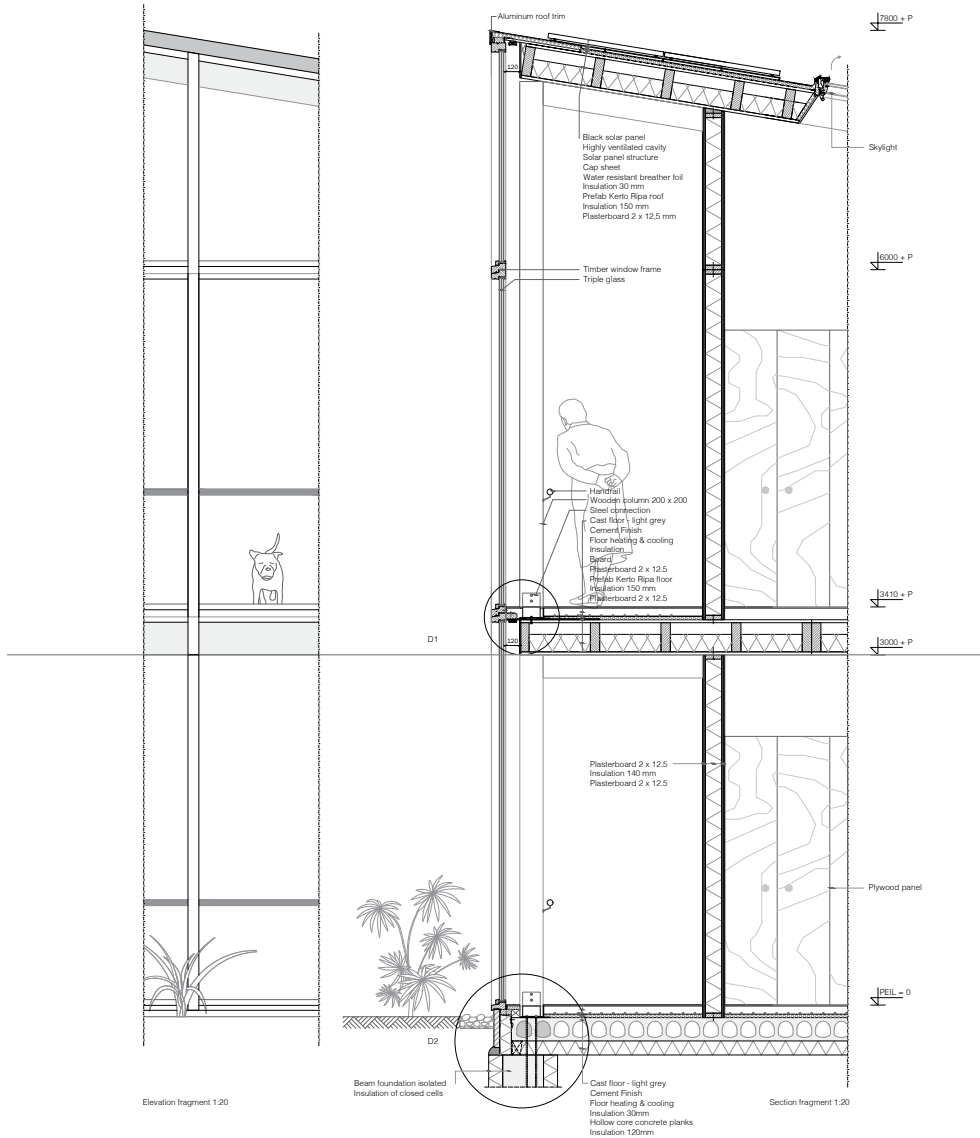 Aluminum roof trim
7800 + P
120
Black solar panel
Highly ventilated cavity
Solar panel structure
Cap sheet
Water resistant breather foil
Insulation 30 mm
Prefab Kerto Ripa roof
Insulation 150 mm
Plasterboard 2 x 12,5 mm
Skylight
6000 + P
Timber window frame
Triple glass
Handrail
Wooden column 200 x 200
Steel connection
Cast floor - light grey
Cement Finish
Floor heating & cooling
Insulation
Board
Plasterboard 2 x 12.5
Prefab Kerto Ripa floor
Insulation 150 mm
Plasterboard 2 x 12.5
3410 + P
D1
120
3000 + P
Plasterboard 2 x 12.5
Insulation 140 mm
Plasterboard 2 x 12.5
Plywood panel
PEIL = 0
D2
Beam foundation isolated
Insulation of closed cells
Cast floor - light grey
Cement Finish
Floor heating & cooling
Insulation 30mm
Hollow core concrete planks
Insulation 120mm
Elevation fragment 1:20
Section fragment 1:20